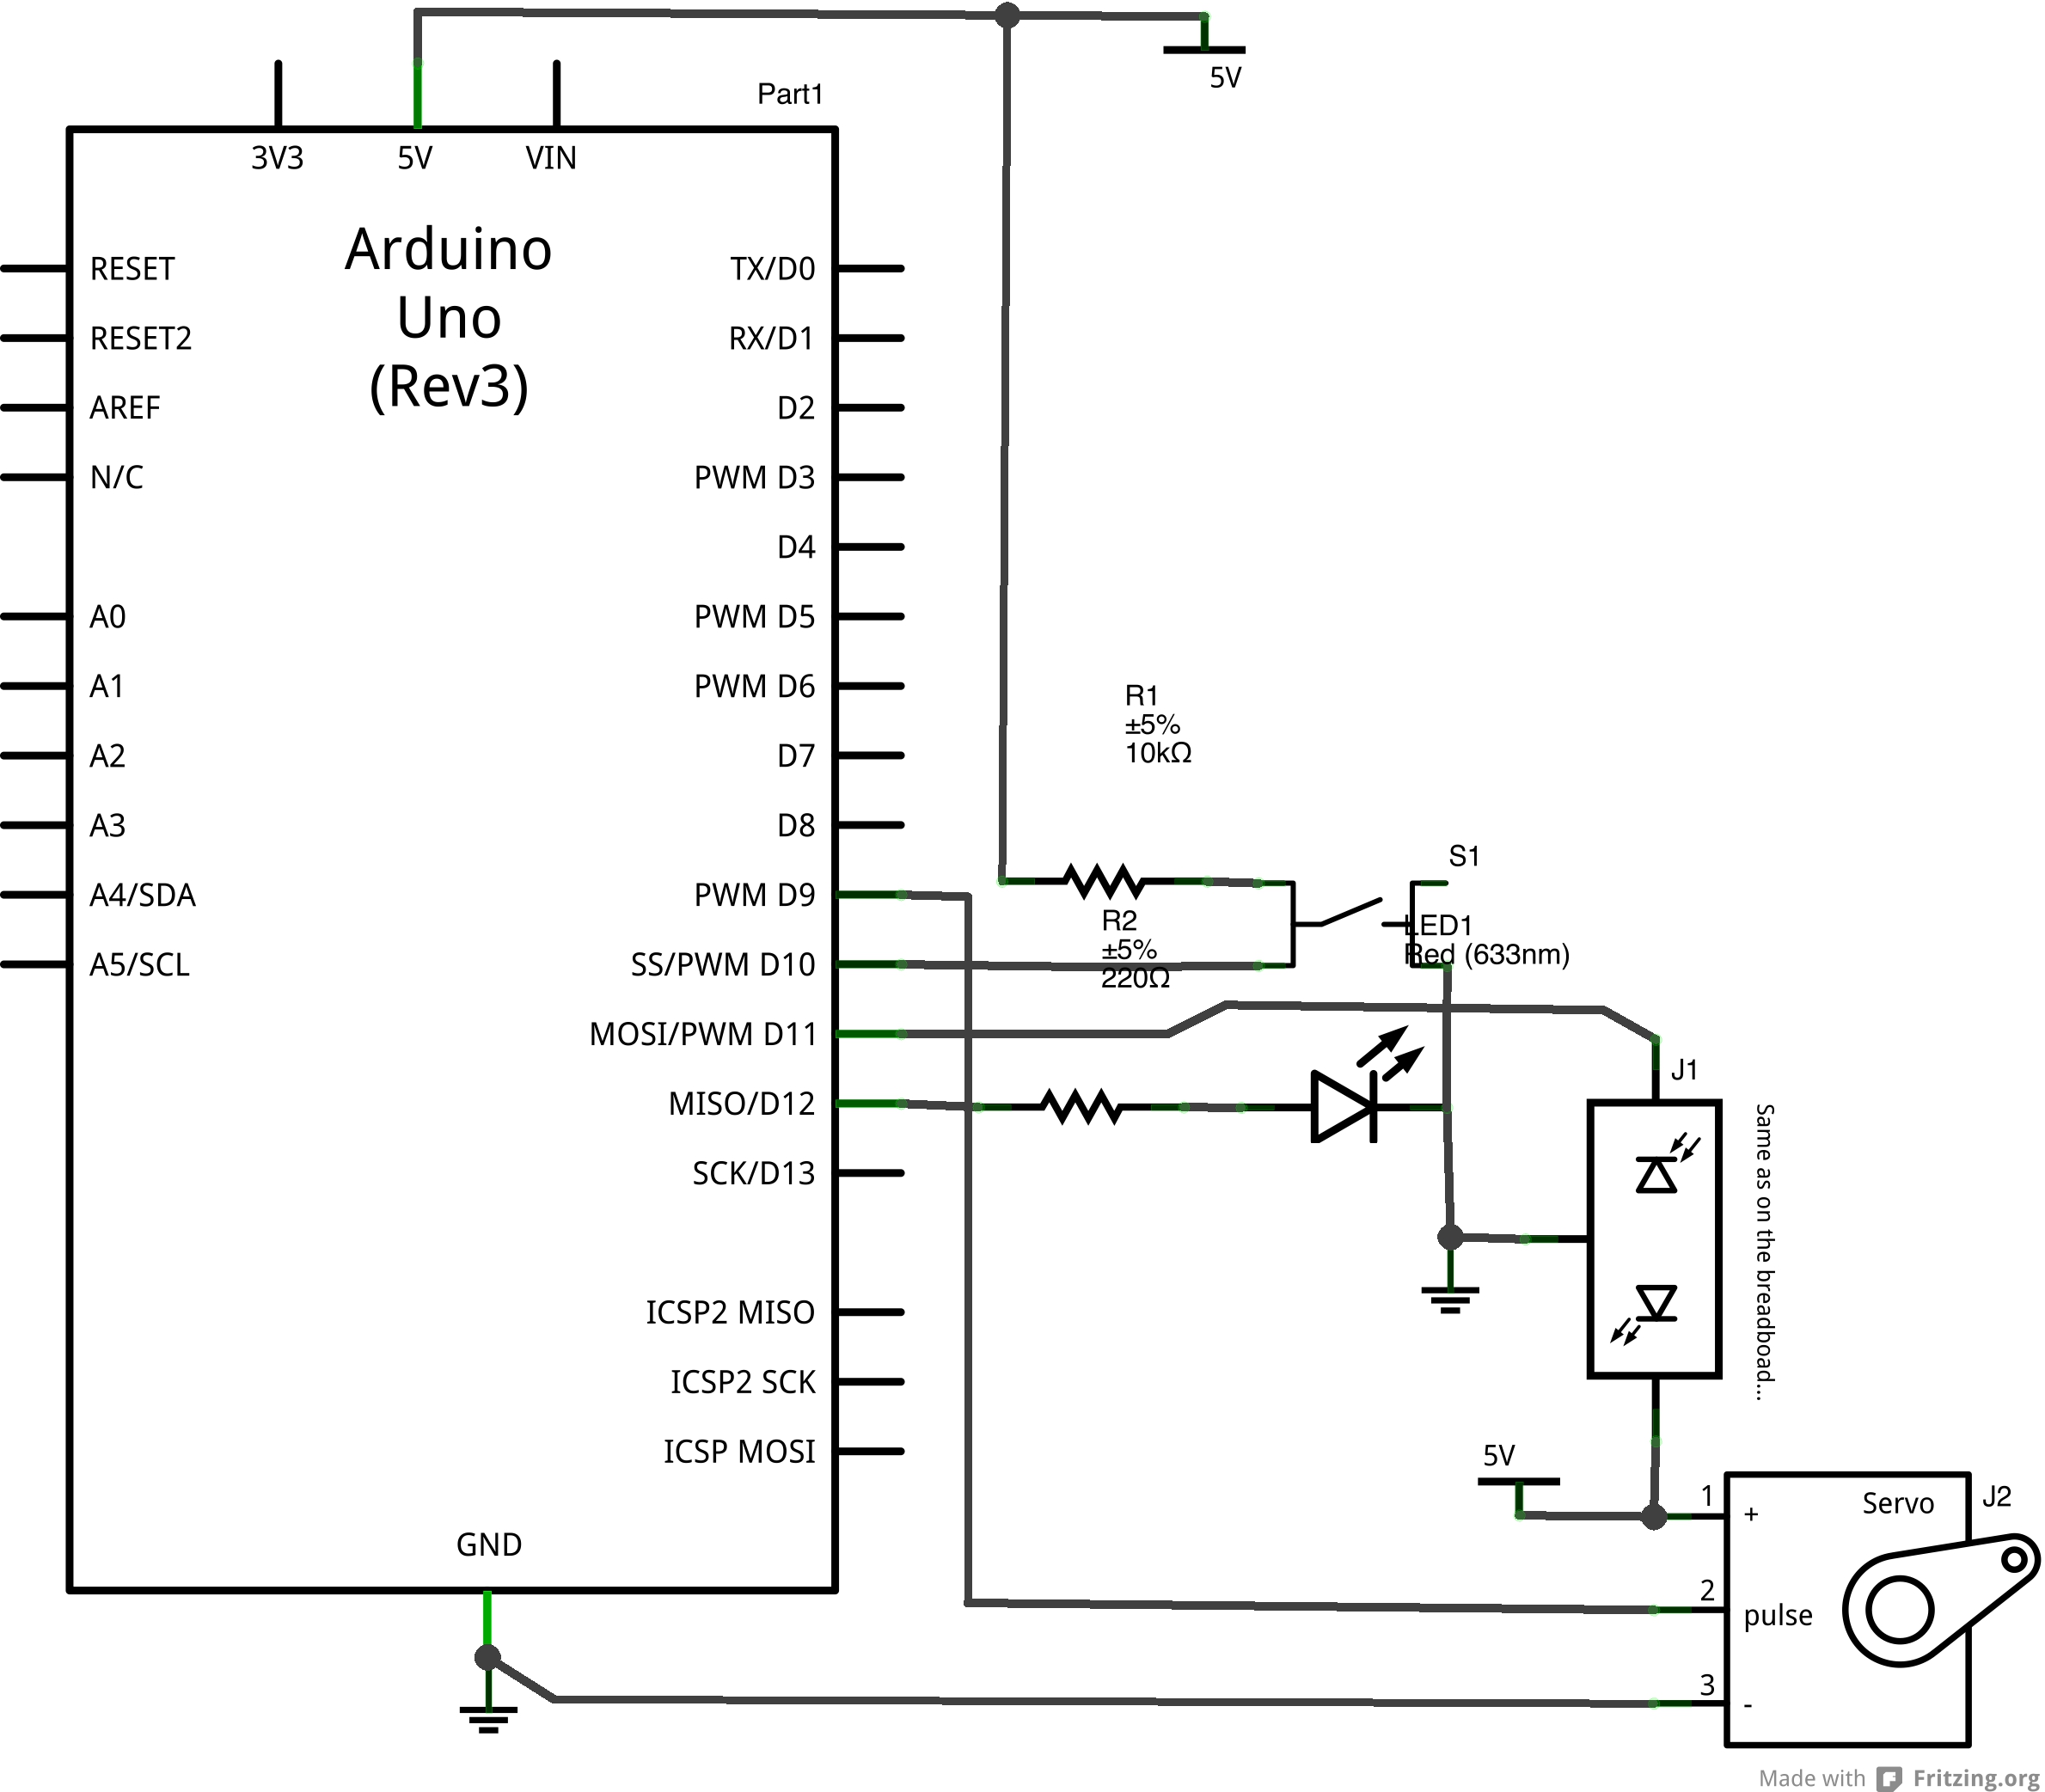 5V
Part1
3V3
5V
VIN
Arduino
Uno
(Rev3)
RESET
RESET2
AREF
N/C
A0
A1
A2
A3
A4/SDA
A5/SCL
TX/D0
RX/D1
D2
PWM D3
D4
PWM D5
PWM D6
D7
D8
PWM D9
SS/PWM D10
MOSI/PWM D11
MISO/D12
SCK/D13
ICSP2 MISO
ICSP2 SCK
ICSP MOSI
GND
R1
±5%
10kΩ
S1
R2
±5%
220Ω
LED1
Red (633nm)
J1
Same as on the breadboad...
5V
1
+
Servo
J2
2
pulse
3
-
Made with Fritzing.org